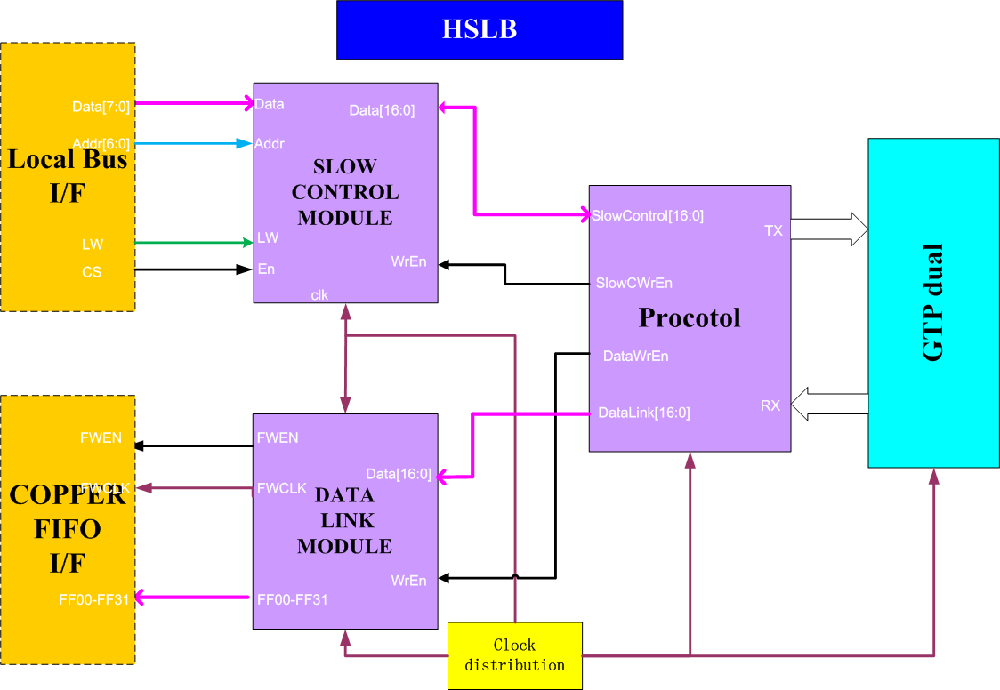 HSLB
Data[7:0]
Addr[6:0]
Local Bus
I/F
LW
CS
Data
Addr
Data[16:0]
SLOW
CONTROL
MODULE
LW
En
WrEn
clk
SlowControl[16:0]
TX
SlowCWrEn
Procotol
DataWrEn
DataLink[16:0]
RX
GTP dual
FWEN
FWCLK
COPPER
FIFO
I/F
FF00-FF31
FWEN
Data[16:0]
FWCLK
DATA
LINK
MODULE
WrEn
FF00-FF31
Clock
distribution